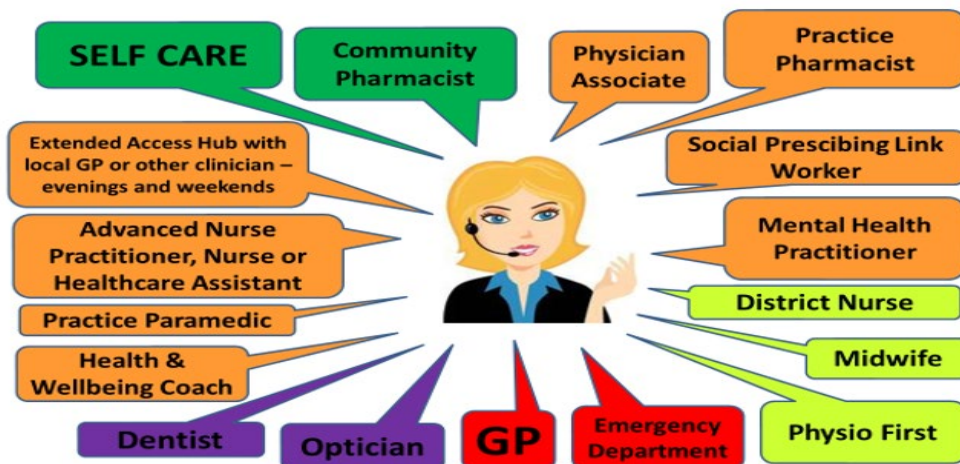 SELF CARE
Community
Pharmacist
Physician
Associate
Practice
Pharmacist
Extended Access Hub with
local GP or other clinician –
evenings and weekends
Social Prescibing Link
Worker
Advanced Nurse
Practitioner, Nurse or
Healthcare Assistant
Mental Health
Practitioner
Practice Paramedic
District Nurse
Health &
Wellbeing Coach
Midwife
Dentist
Optician
GP
Emergency
Department
Physio First